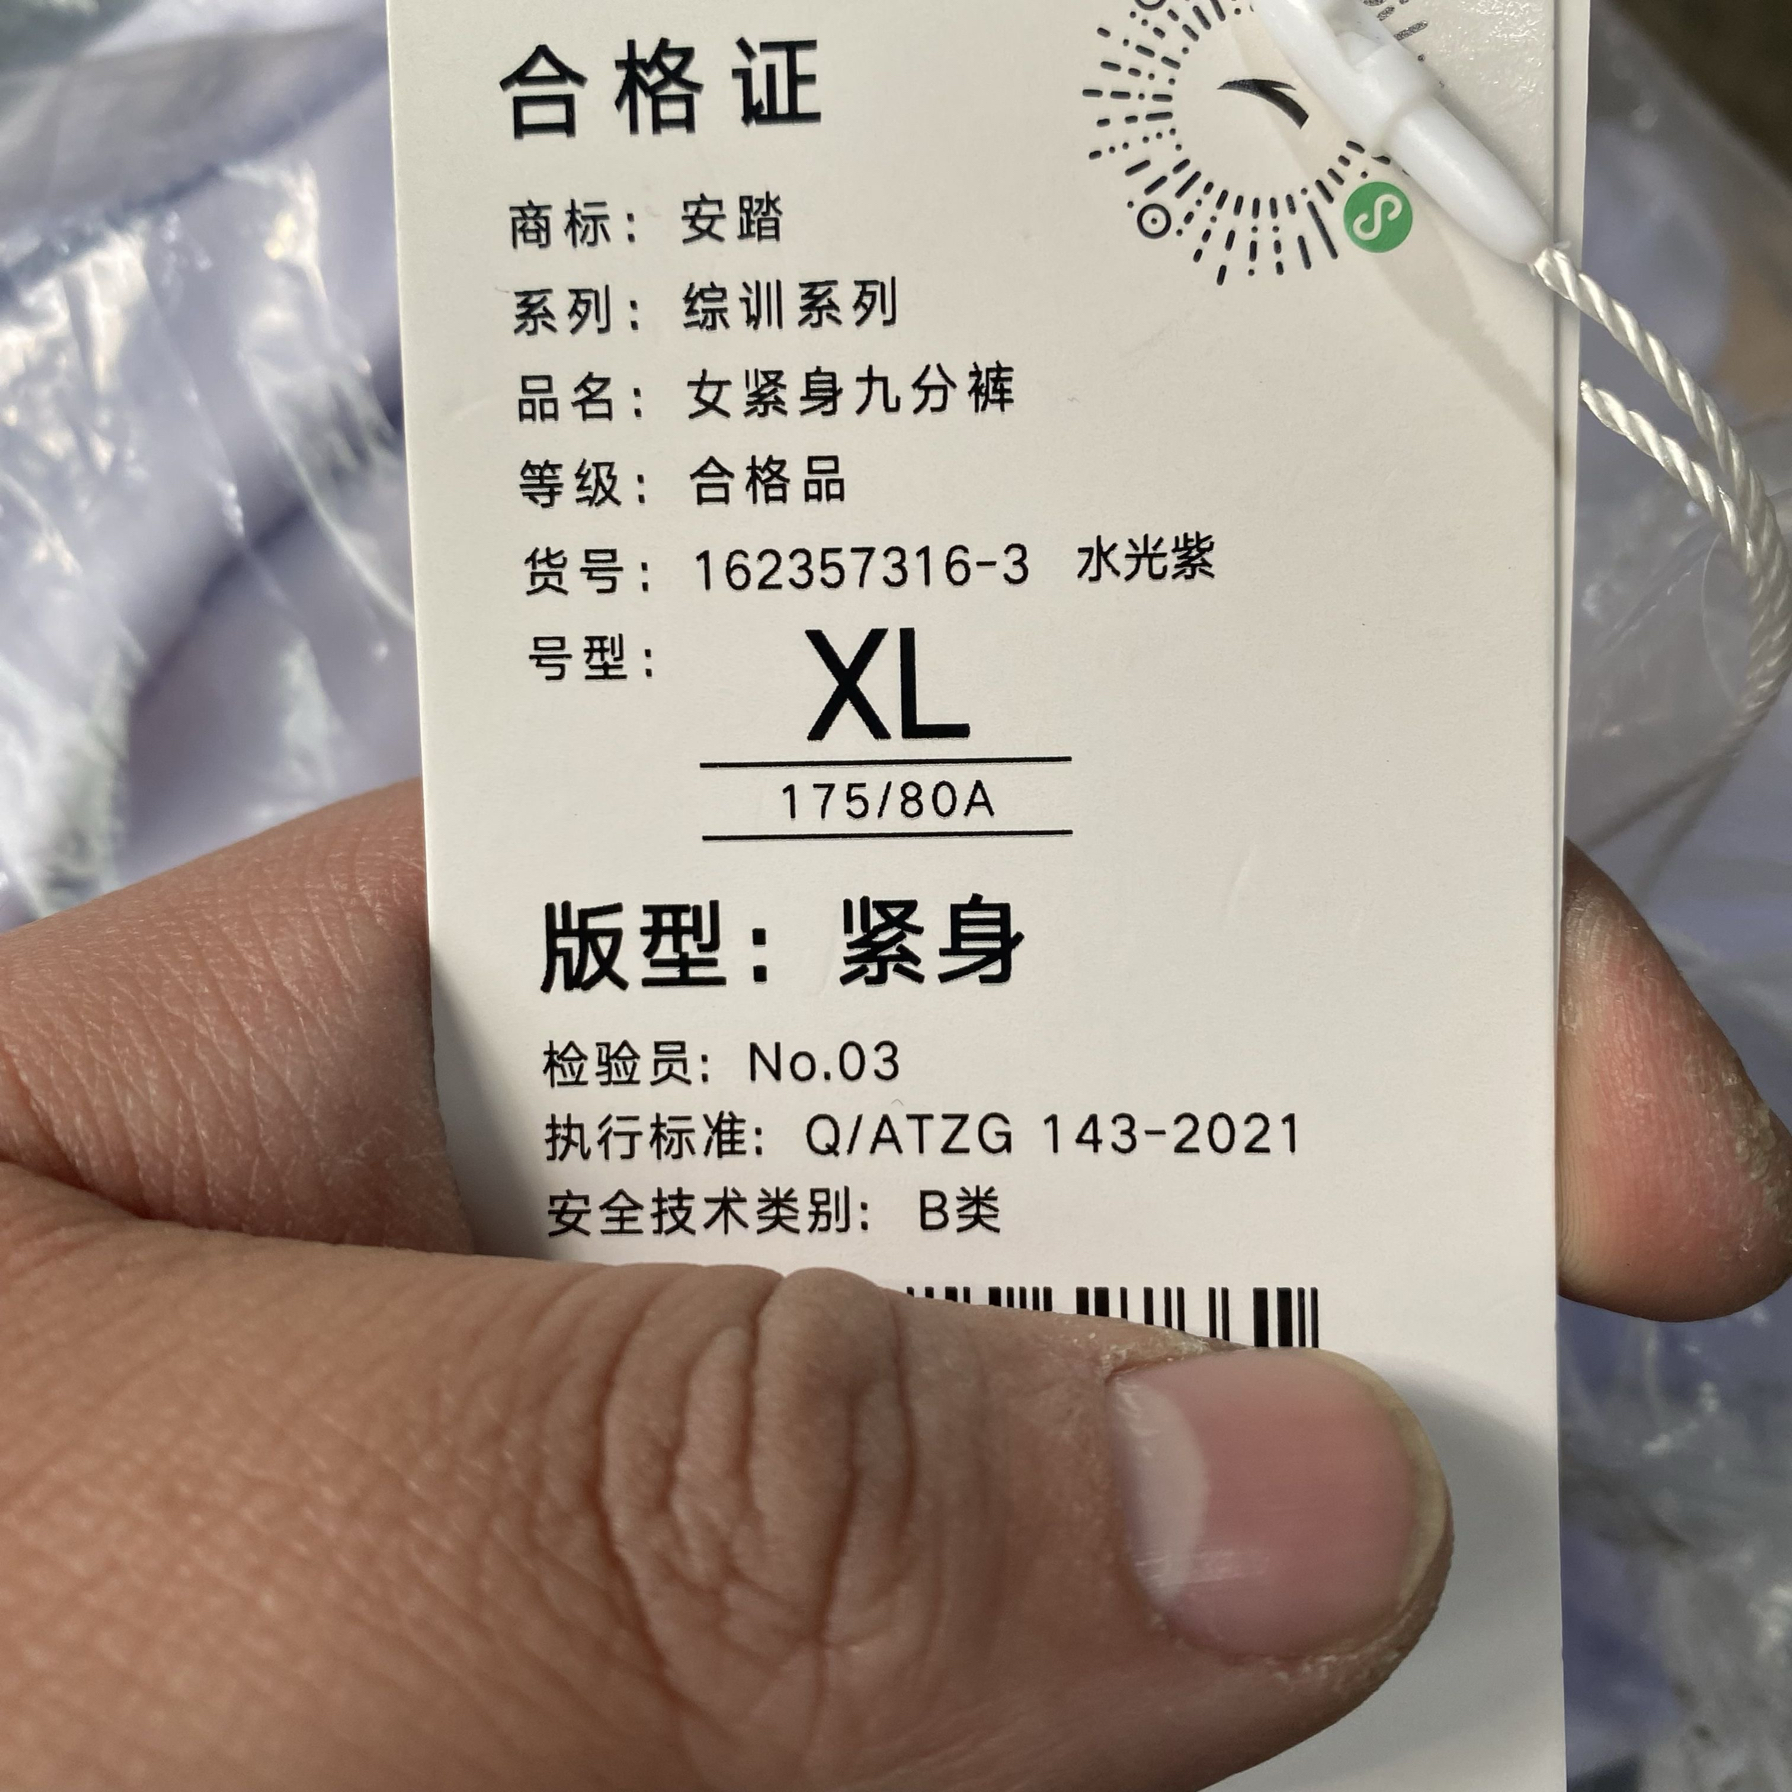 合格证
商标：安踏
系列：综训系列
品名：女紧身九分裤
等级：合格品
货号：162357316-3 水光紫
号型：XL
175/80A
版型：紧身
检验员：No.03
执行标准：Q/ATZG 143-2021
安全技术类别：B类